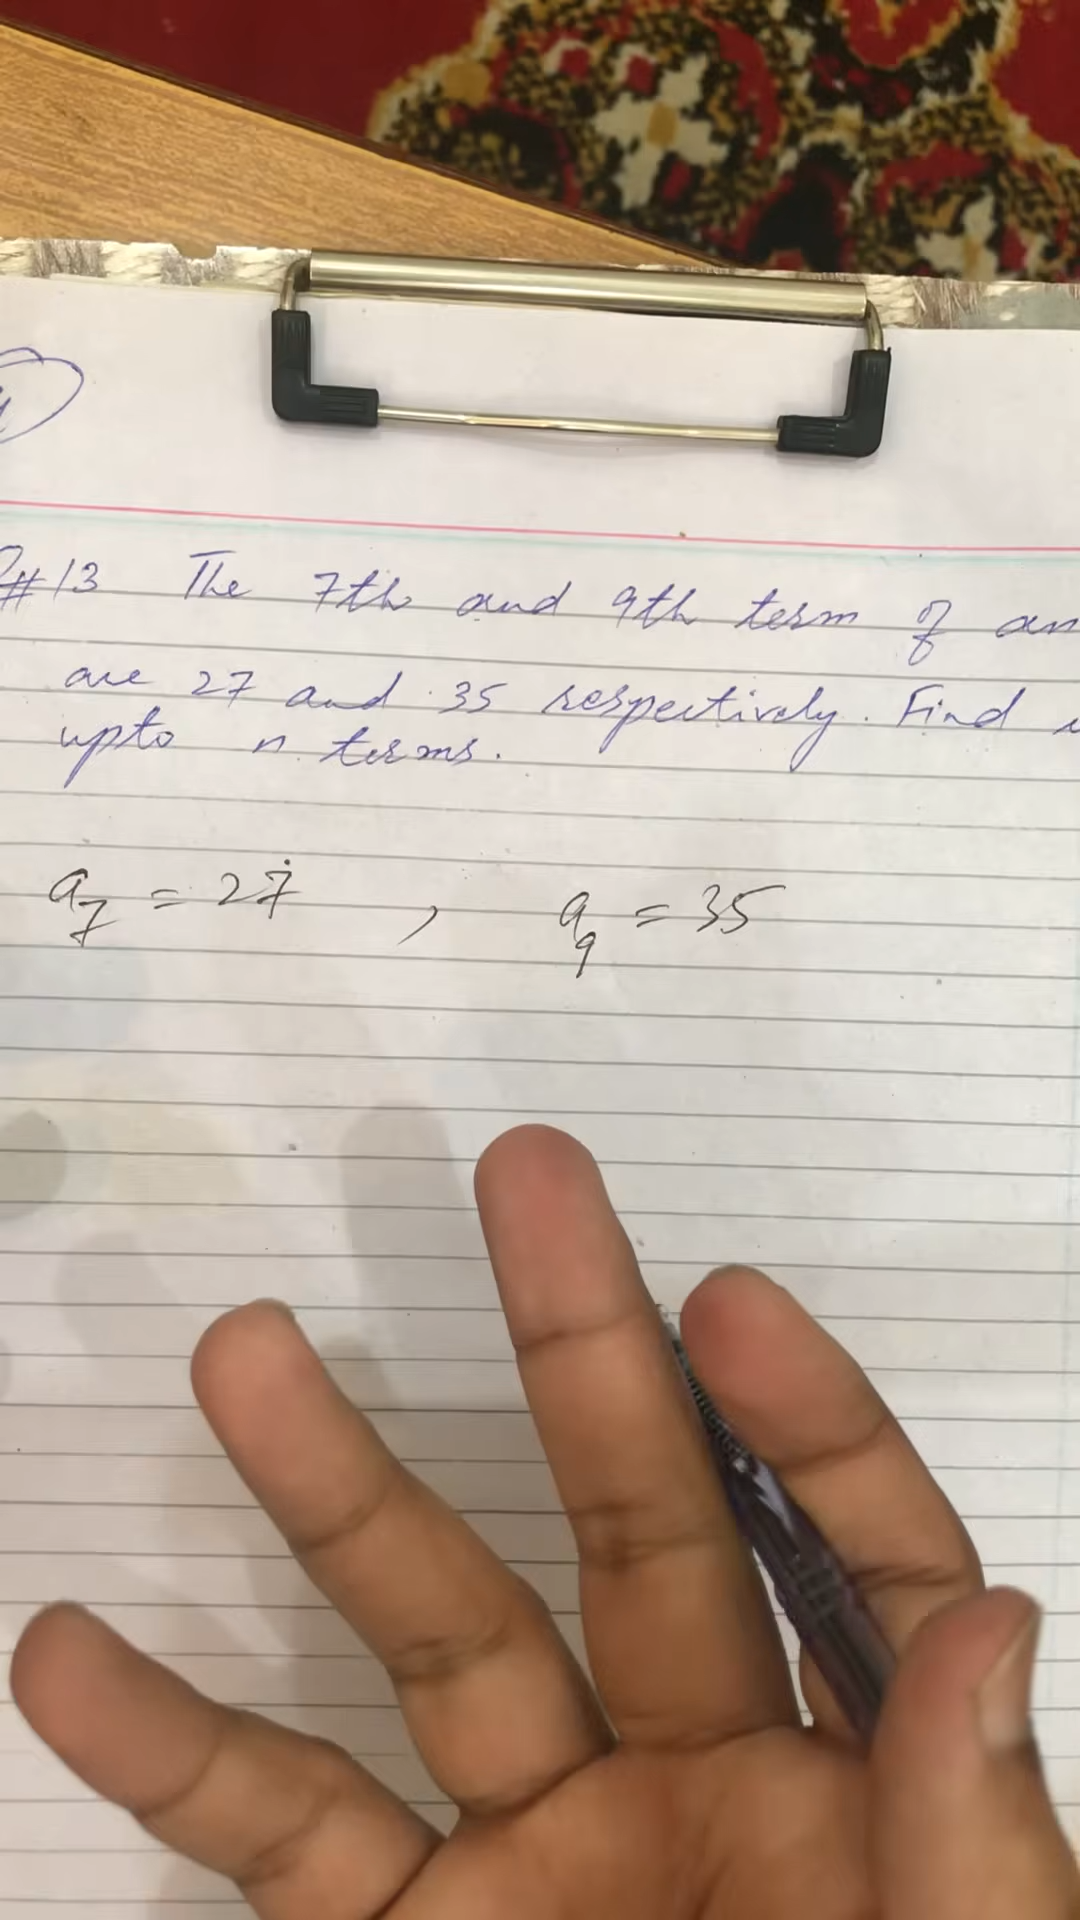 #13 The 7th and 9th term of an
are 27 and 35 respectively. Find
upto n terms.
a₇ = 27 , a₉ = 35